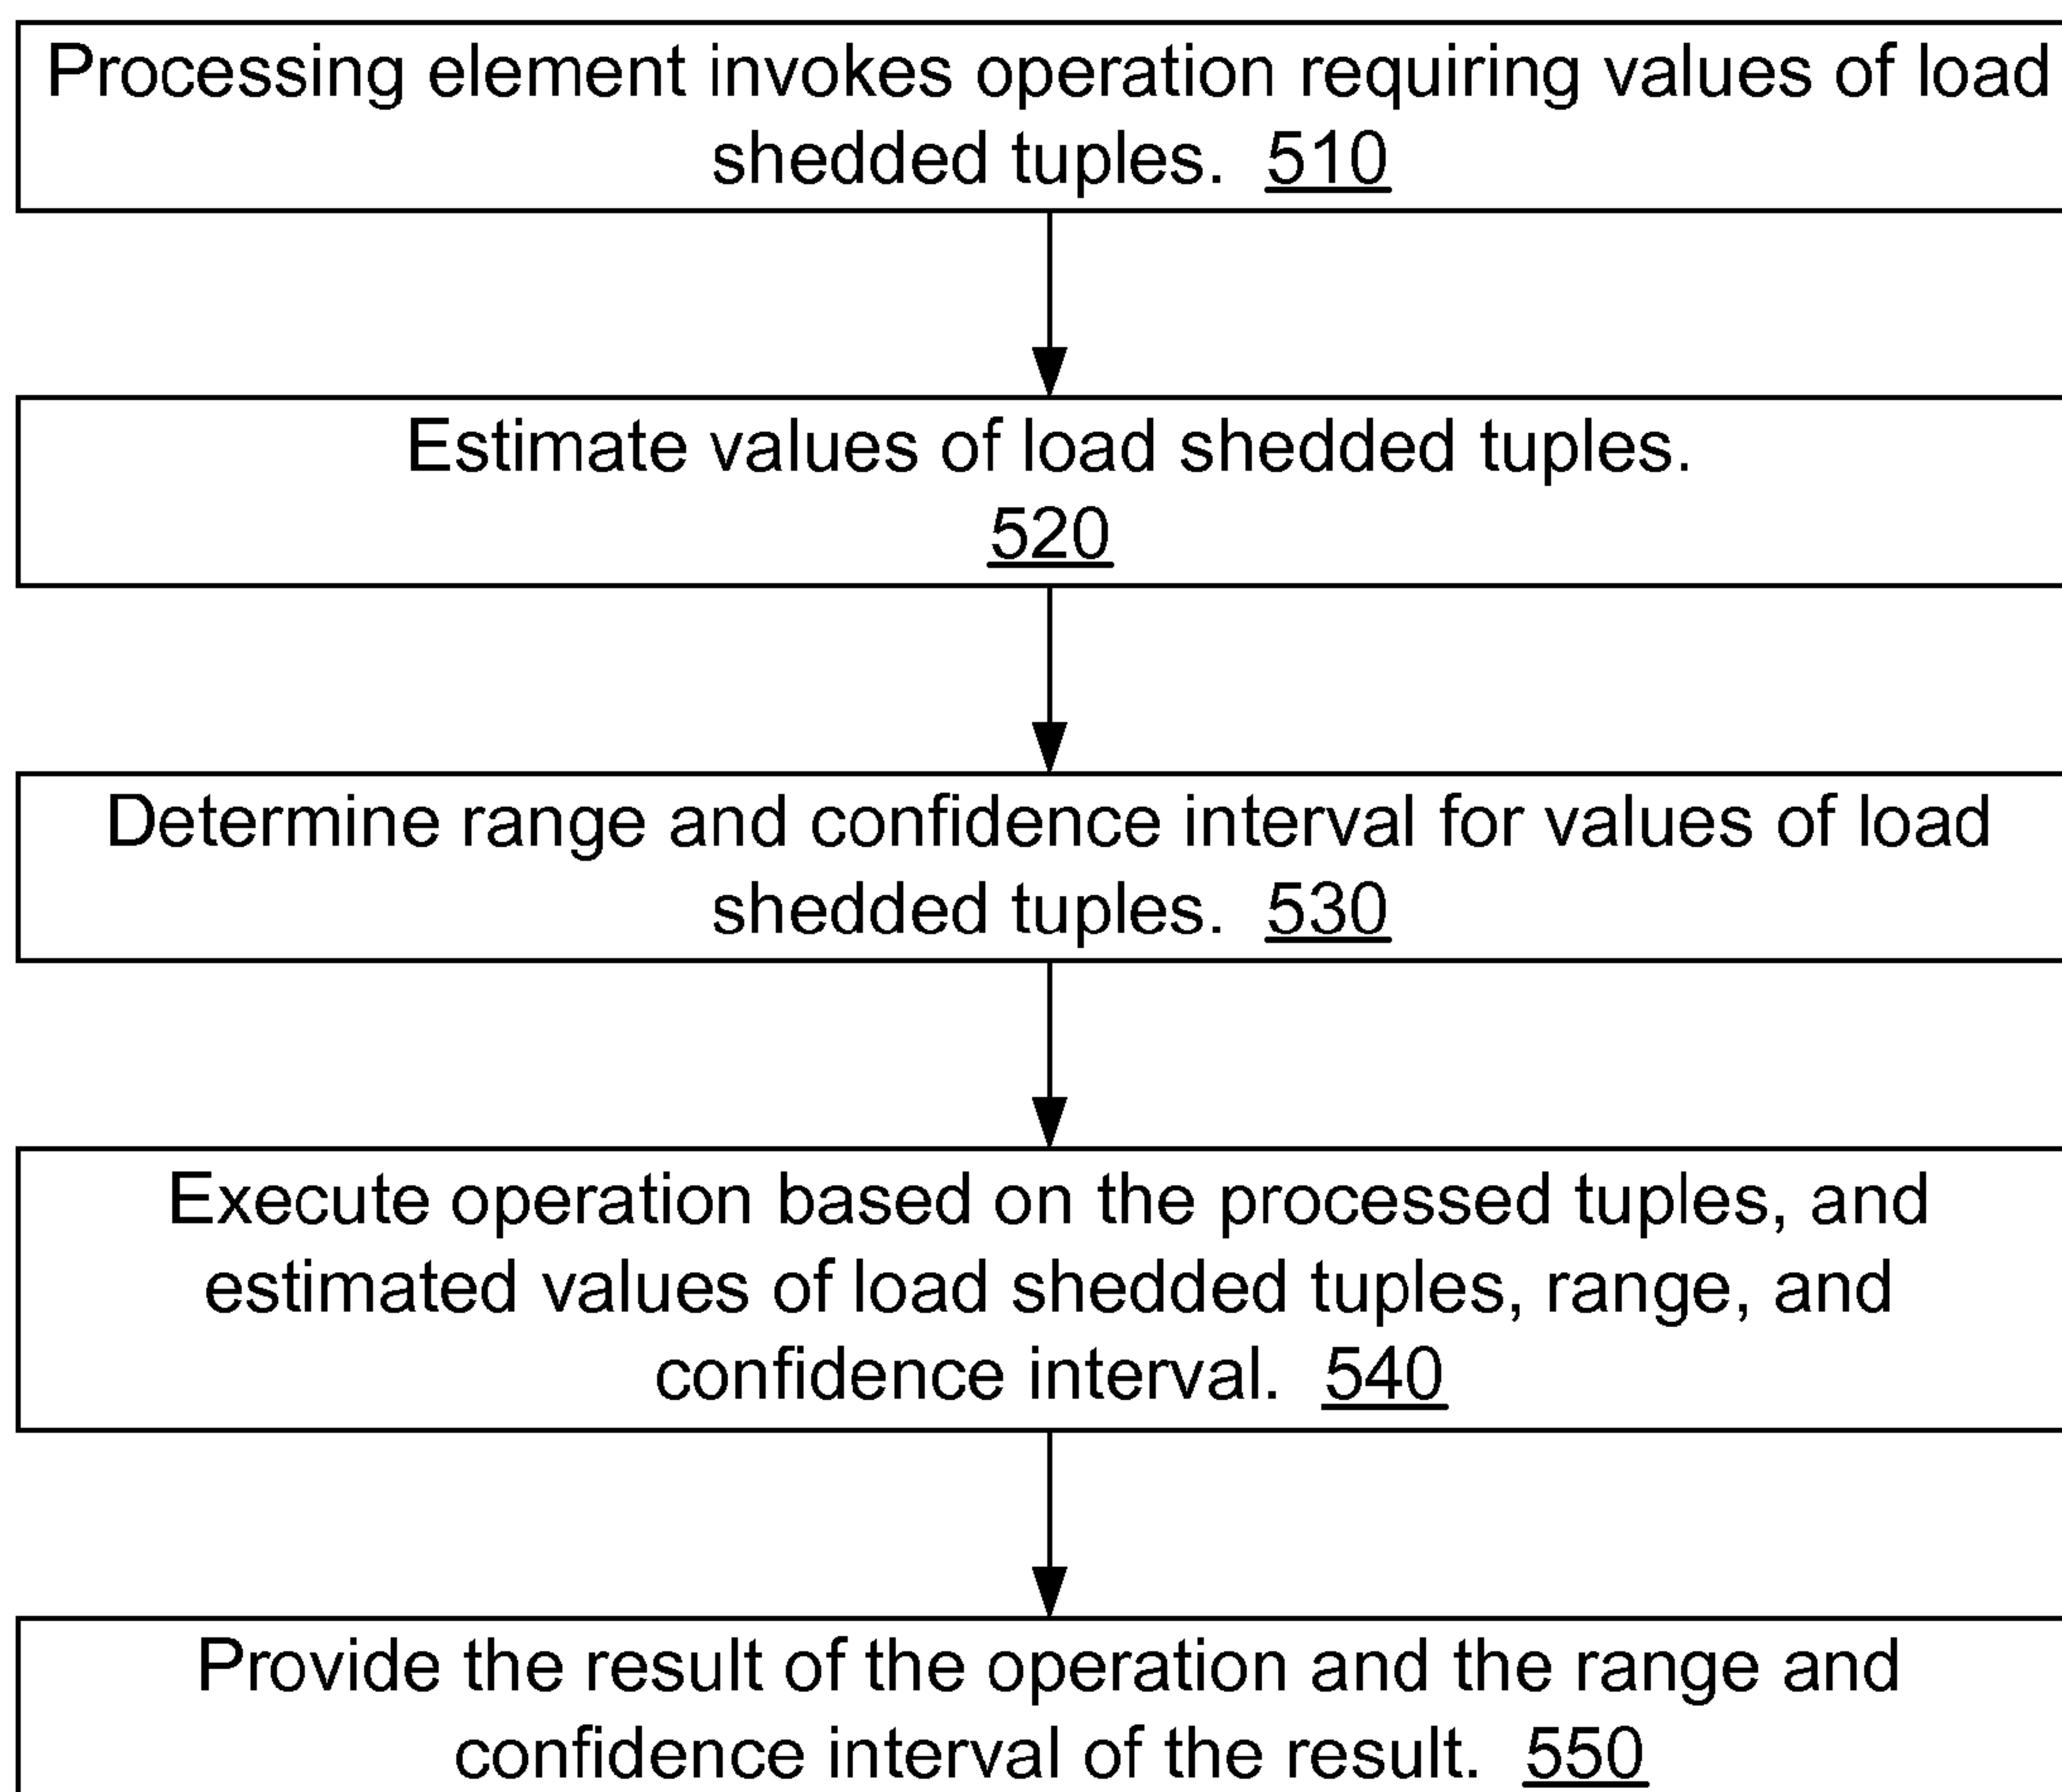 Processing element invokes operation requiring values of load
shedded tuples. 510
Estimate values of load shedded tuples.
520
Determine range and confidence interval for values of load
shedded tuples. 530
Execute operation based on the processed tuples, and
estimated values of load shedded tuples, range, and
confidence interval. 540
Provide the result of the operation and the range and
confidence interval of the result. 550